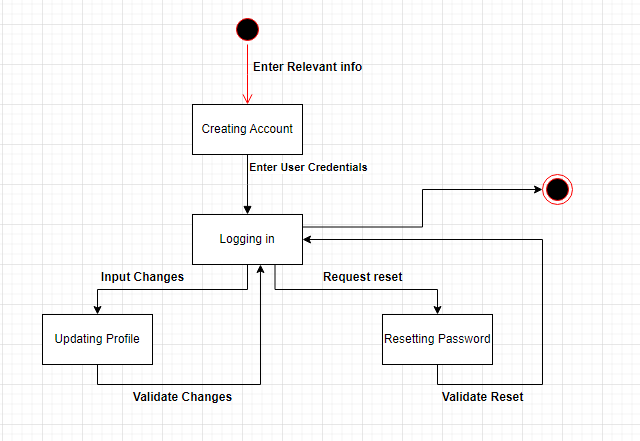 Enter Relevant info
Creating Account
Enter User Credentials
Logging in
Input Changes
Request reset
Updating Profile
Resetting Password
Validate Changes
Validate Reset